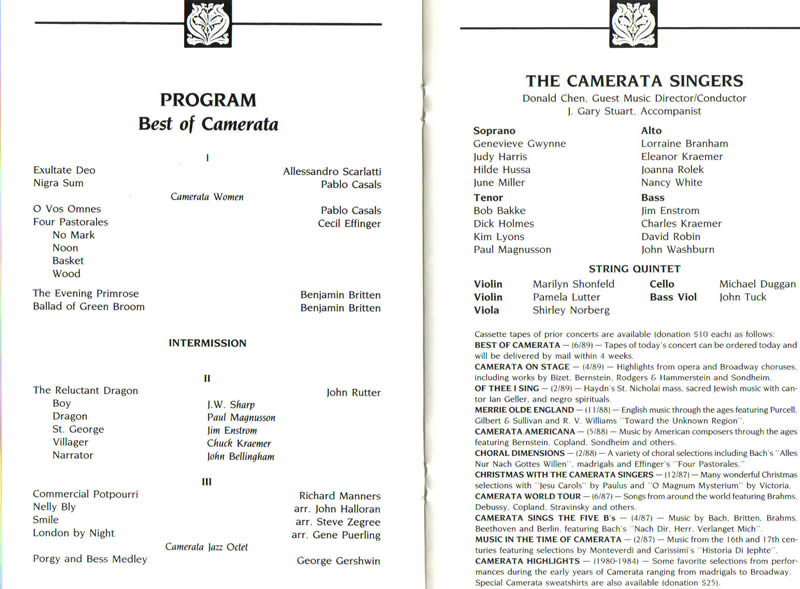 PROGRAM
Best of Camerata
I
Exultate Deo Allessandro Scarlatti
Nigra Sum Pablo Casals
Camerata Women
O Vos Omnes Pablo Casals
Four Pastorales Cecil Effinger
No Mark
Noon
Basket
Wood
The Evening Primrose Benjamin Britten
Ballad of Green Broom Benjamin Britten
INTERMISSION
II
The Reluctant Dragon John Rutter
Boy J.W. Sharp
Dragon Paul Magnusson
St. George Jim Enstrom
Villager Chuck Kraemer
Narrator John Bellingham
III
Commercial Potpourri Richard Manners
Nelly Bly arr. John Halloran
Smile arr. Steve Zegree
London by Night arr. Gene Puerling
Camerata Jazz Octet
Porgy and Bess Medley George Gershwin
THE CAMERATA SINGERS
Donald Chen, Guest Music Director/Conductor
J. Gary Stuart, Accompanist
Soprano Alto
Genevieve Gwynne Lorraine Branham
Judy Harris Eleanor Kraemer
Hilde Hussa Joanna Rolek
June Miller Nancy White
Tenor Bass
Bob Bakke Jim Enstrom
Dick Holmes Charles Kraemer
Kim Lyons David Robin
Paul Magnusson John Washburn
STRING QUINTET
Violin Marilyn Shonfeld Cello Michael Duggan
Violin Pamela Lutter Bass Viol John Tuck
Viola Shirley Norberg
Cassette tapes of prior concerts are available (donation $10 each) as follows:
BEST OF CAMERATA — (6/89) — Tapes of today's concert can be ordered today and
will be delivered by mail within 4 weeks.
CAMERATA ON STAGE — (4/89) — Highlights from opera and Broadway choruses,
including works by Bizet, Bernstein, Rodgers & Hammerstein and Sondheim.
OF THEE I SING — (2/89) — Haydn's St. Nicholai mass, sacred Jewish music with can-
tor Ian Geller, and negro spirituals.
MERRIE OLDE ENGLAND — (11/88) — English music through the ages featuring Purcell,
Gilbert & Sullivan and R. V. Williams "Toward the Unknown Region".
CAMERATA AMERICANA — (5/88) — Music by American composers through the ages
featuring Bernstein, Copland, Sondheim and others.
CHORAL DIMENSIONS — (2/88) — A variety of choral selections including Bach's "Alles
Nur Nach Gottes Willen", madrigals and Effinger's "Four Pastorales."
CHRISTMAS WITH THE CAMERATA SINGERS — (12/87) — Many wonderful Christmas
selections with "Jesu Carols" by Paulus and "O Magnum Mysterium" by Victoria.
CAMERATA WORLD TOUR — (6/87) — Songs from around the world featuring Brahms,
Debussy, Copland, Stravinsky and others.
CAMERATA SINGS THE FIVE B's — (4/87) — Music by Bach, Britten, Brahms,
Beethoven and Berlin, featuring Bach's "Nach Dir, Herr, Verlanget Mich".
MUSIC IN THE TIME OF CAMERATA — (2/87) — Music from the 16th and 17th cen-
turies featuring selections by Monteverdi and Carissimi's "Historia Di Jephte".
CAMERATA HIGHLIGHTS — (1980-1984) — Some favorite selections from perfor-
mances during the early years of Camerata ranging from madrigals to Broadway.
Special Camerata sweatshirts are also available (donation $25).